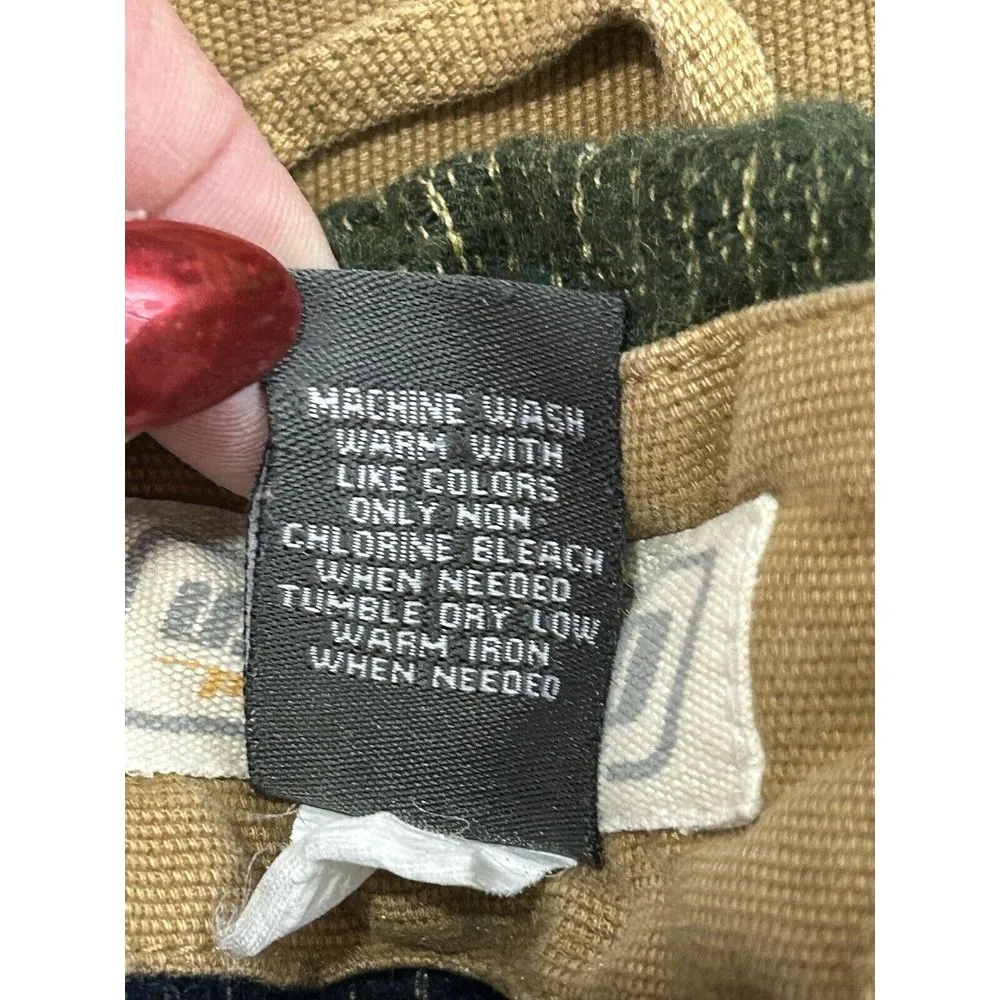 MACHINE WASH
WARM WITH
LIKE COLORS
ONLY NON-
CHLORINE BLEACH
WHEN NEEDED
TUMBLE DRY LOW
WARM IRON
WHEN NEEDED